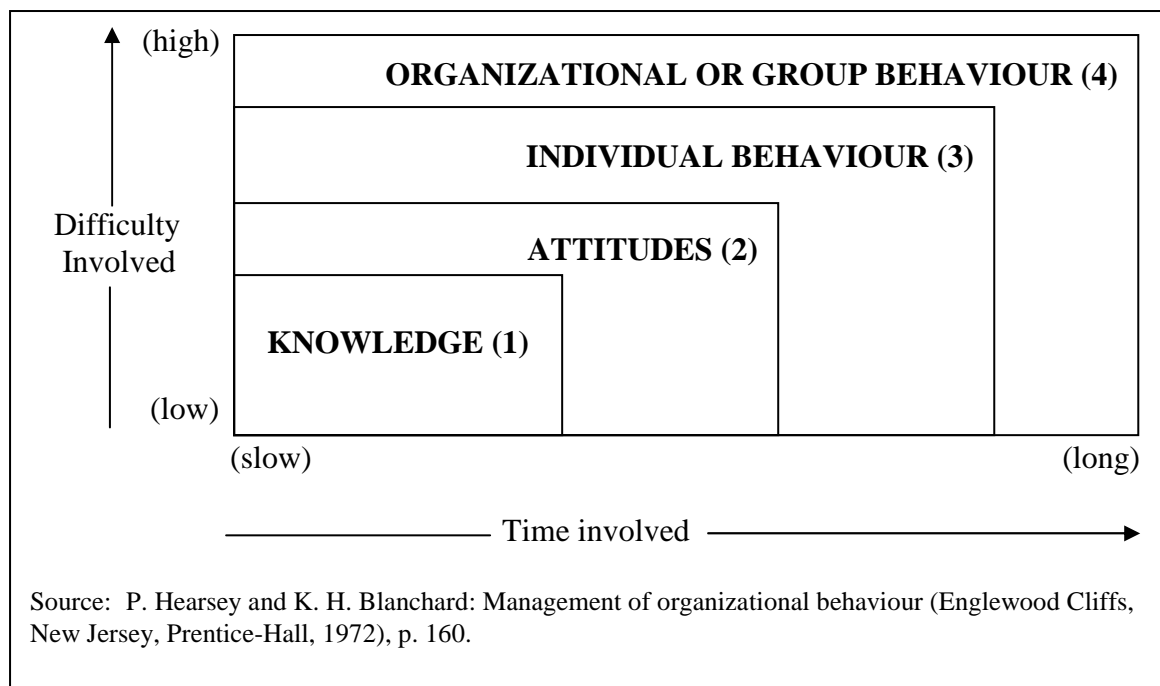 (high)
ORGANIZATIONAL OR GROUP BEHAVIOUR (4)
INDIVIDUAL BEHAVIOUR (3)
Difficulty
Involved
ATTITUDES (2)
KNOWLEDGE (1)
(low)
(slow)
(long)
Time involved
Source: P. Hearsey and K. H. Blanchard: Management of organizational behaviour (Englewood Cliffs,
New Jersey, Prentice-Hall, 1972), p. 160.